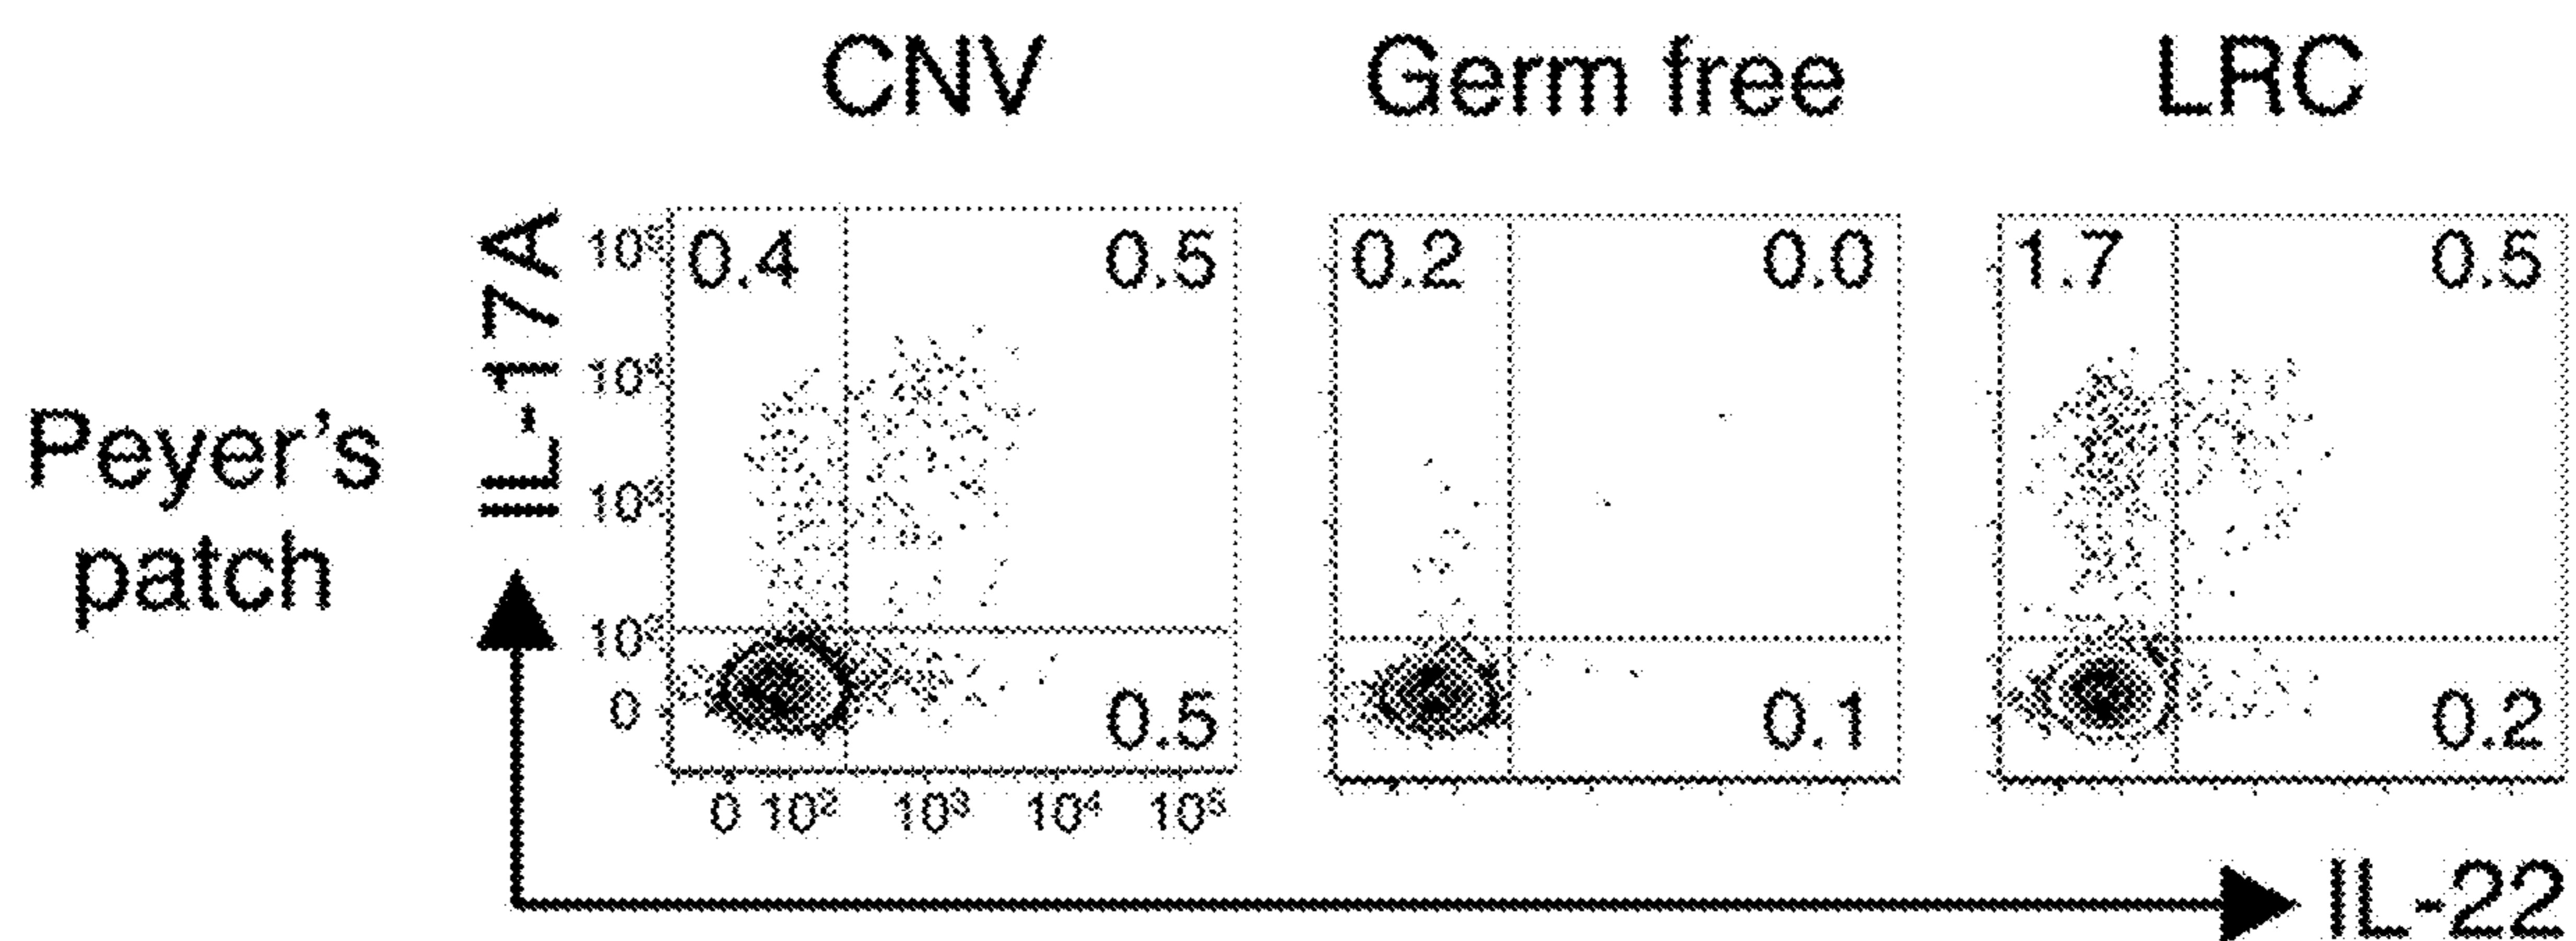 CNV Germ free LRC
Peyer's
patch
IL-17A
10⁵
10⁴
10³
10²
0
0.4 0.5
0.5
0 10² 10³ 10⁴ 10⁵
0.2 0.0
0.1
1.7 0.5
0.2
IL-22